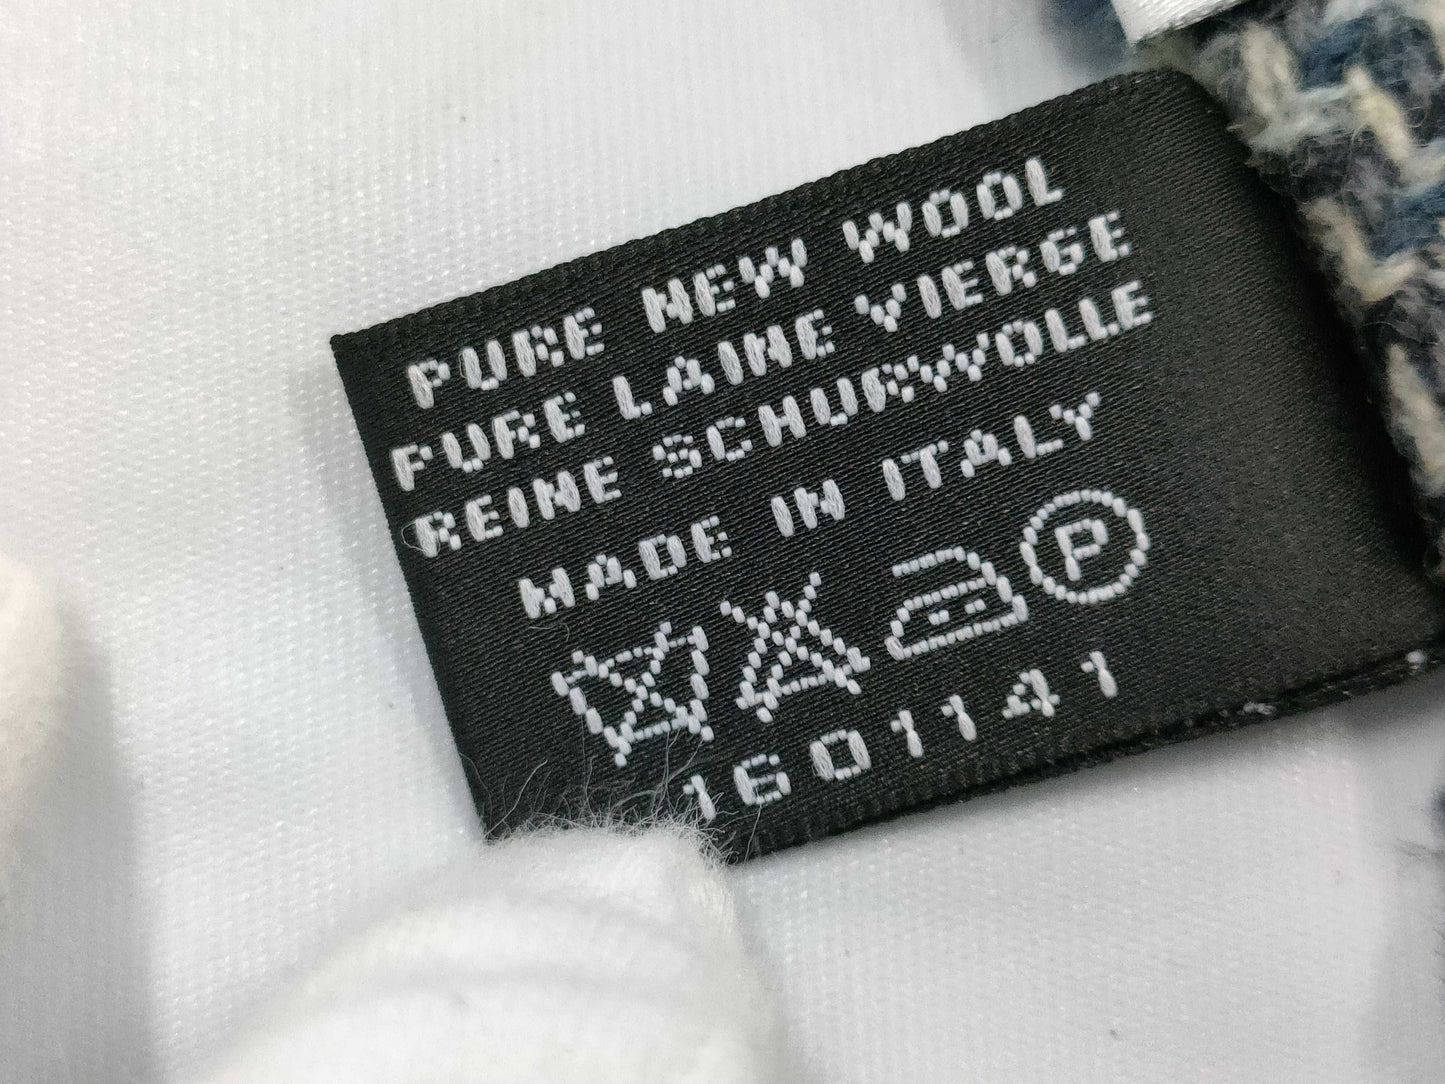 PURE NEW WOOL
PURE LAINE VIERGE
REINE SCHURWOLLE
MADE IN ITALY
P
1601141